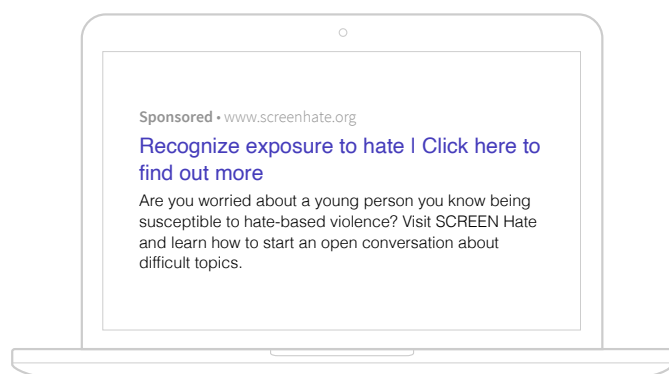 Sponsored • www.screenhate.org
Recognize exposure to hate | Click here to
find out more
Are you worried about a young person you know being
susceptible to hate-based violence? Visit SCREEN Hate
and learn how to start an open conversation about
difficult topics.